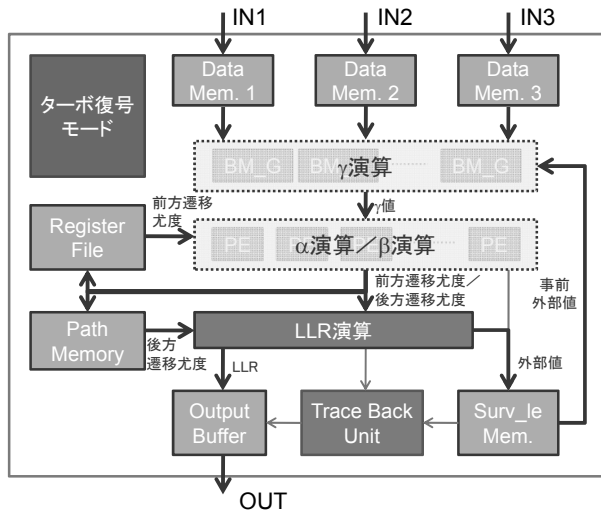 IN1
IN2
IN3
ターボ復号
モード
Data
Mem. 1
Data
Mem. 2
Data
Mem. 3
BM_G
BM_G
BM_G
γ演算
γ値
Register
File
前方遷移
尤度
PE
PE
PE
PE
α演算／β演算
前方遷移尤度／
後方遷移尤度
事前
外部値
Path
Memory
後方
遷移尤度
LLR演算
LLR
外部値
Output
Buffer
Trace Back
Unit
Surv_le
Mem.
OUT